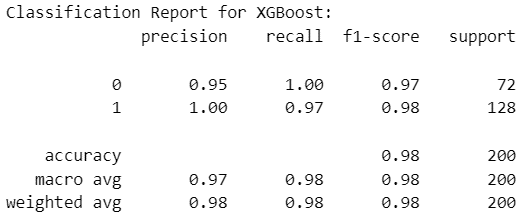 Classification Report for XGBoost:
precision recall f1-score support
0 0.95 1.00 0.97 72
1 1.00 0.97 0.98 128
accuracy 0.98 200
macro avg 0.97 0.98 0.98 200
weighted avg 0.98 0.98 0.98 200